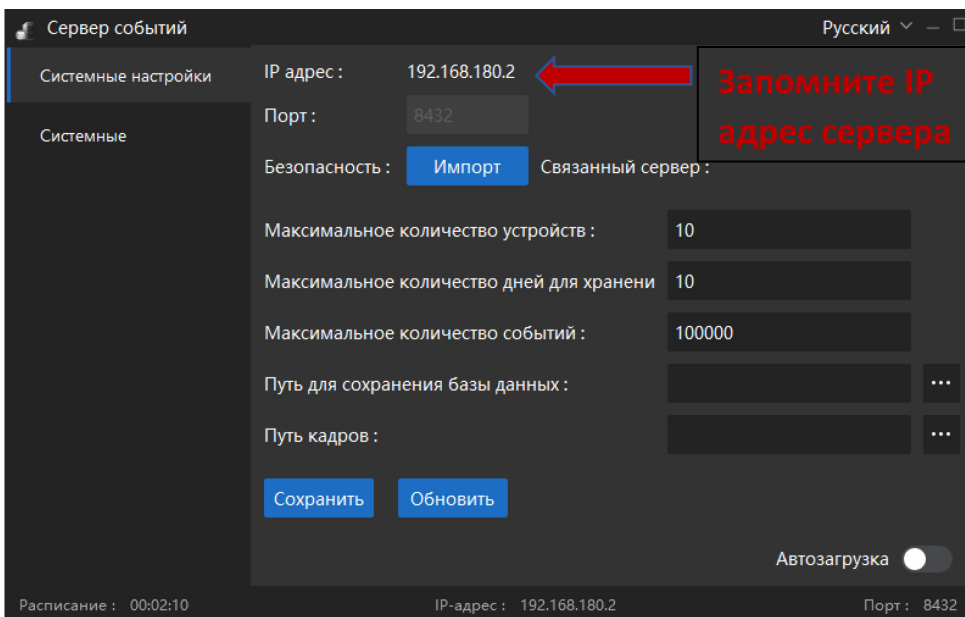 Сервер событий
Русский
Системные настройки
Системные
IP адрес : 192.168.180.2
Запомните IP
адрес сервера
Порт : 8432
Безопасность : Импорт Связанный сервер :
Максимальное количество устройств : 10
Максимальное количество дней для хранени 10
Максимальное количество событий : 100000
Путь для сохранения базы данных : ...
Путь кадров : ...
Сохранить Обновить
Автозагрузка
Расписание : 00:02:10 IP-адрес : 192.168.180.2 Порт : 8432